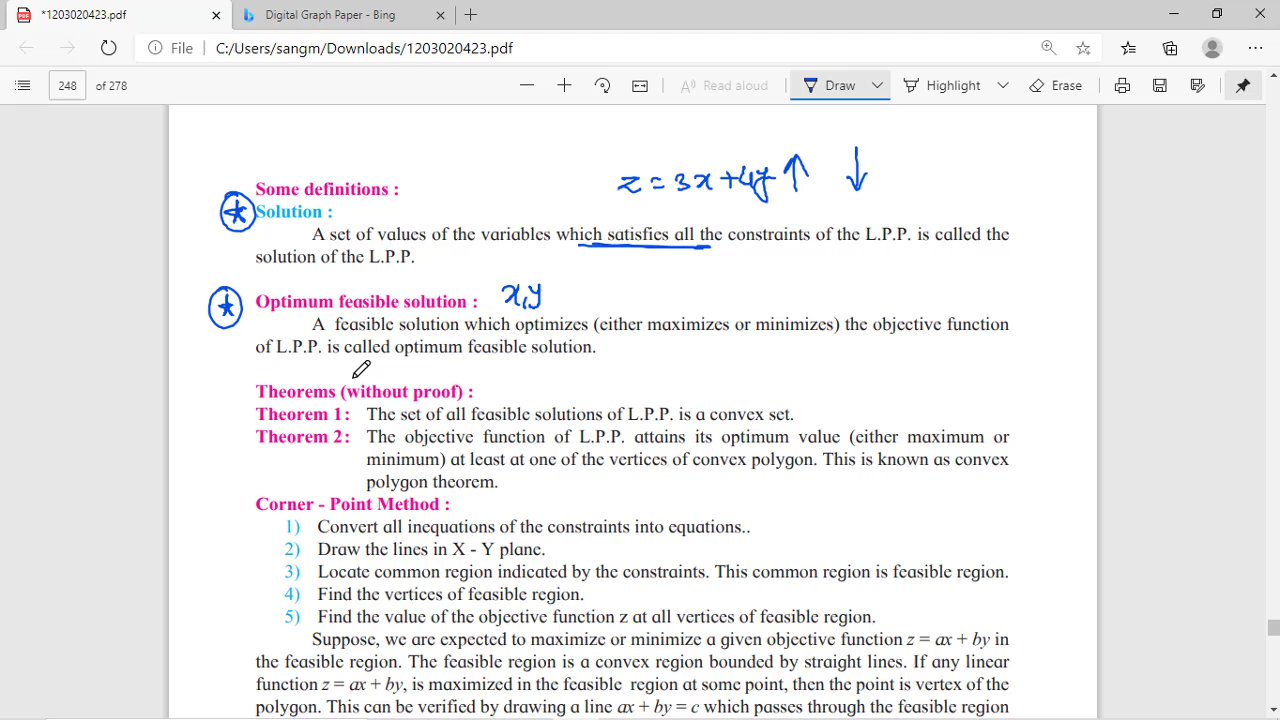 *1203020423.pdf
Digital Graph Paper - Bing
File C:/Users/sangm/Downloads/1203020423.pdf
248 of 278 Read aloud Draw Highlight Erase
z = 3x + 4y ↑ ↓
Some definitions :
Solution :
A set of values of the variables which satisfies all the constraints of the L.P.P. is called the
solution of the L.P.P.
Optimum feasible solution : x, y
A feasible solution which optimizes (either maximizes or minimizes) the objective function
of L.P.P. is called optimum feasible solution.
Theorems (without proof) :
Theorem 1 : The set of all feasible solutions of L.P.P. is a convex set.
Theorem 2 : The objective function of L.P.P. attains its optimum value (either maximum or
minimum) at least at one of the vertices of convex polygon. This is known as convex
polygon theorem.
Corner - Point Method :
1) Convert all inequations of the constraints into equations..
2) Draw the lines in X - Y plane.
3) Locate common region indicated by the constraints. This common region is feasible region.
4) Find the vertices of feasible region.
5) Find the value of the objective function z at all vertices of feasible region.
Suppose, we are expected to maximize or minimize a given objective function z = ax + by in
the feasible region. The feasible region is a convex region bounded by straight lines. If any linear
function z = ax + by, is maximized in the feasible region at some point, then the point is vertex of the
polygon. This can be verified by drawing a line ax + by = c which passes through the feasible region